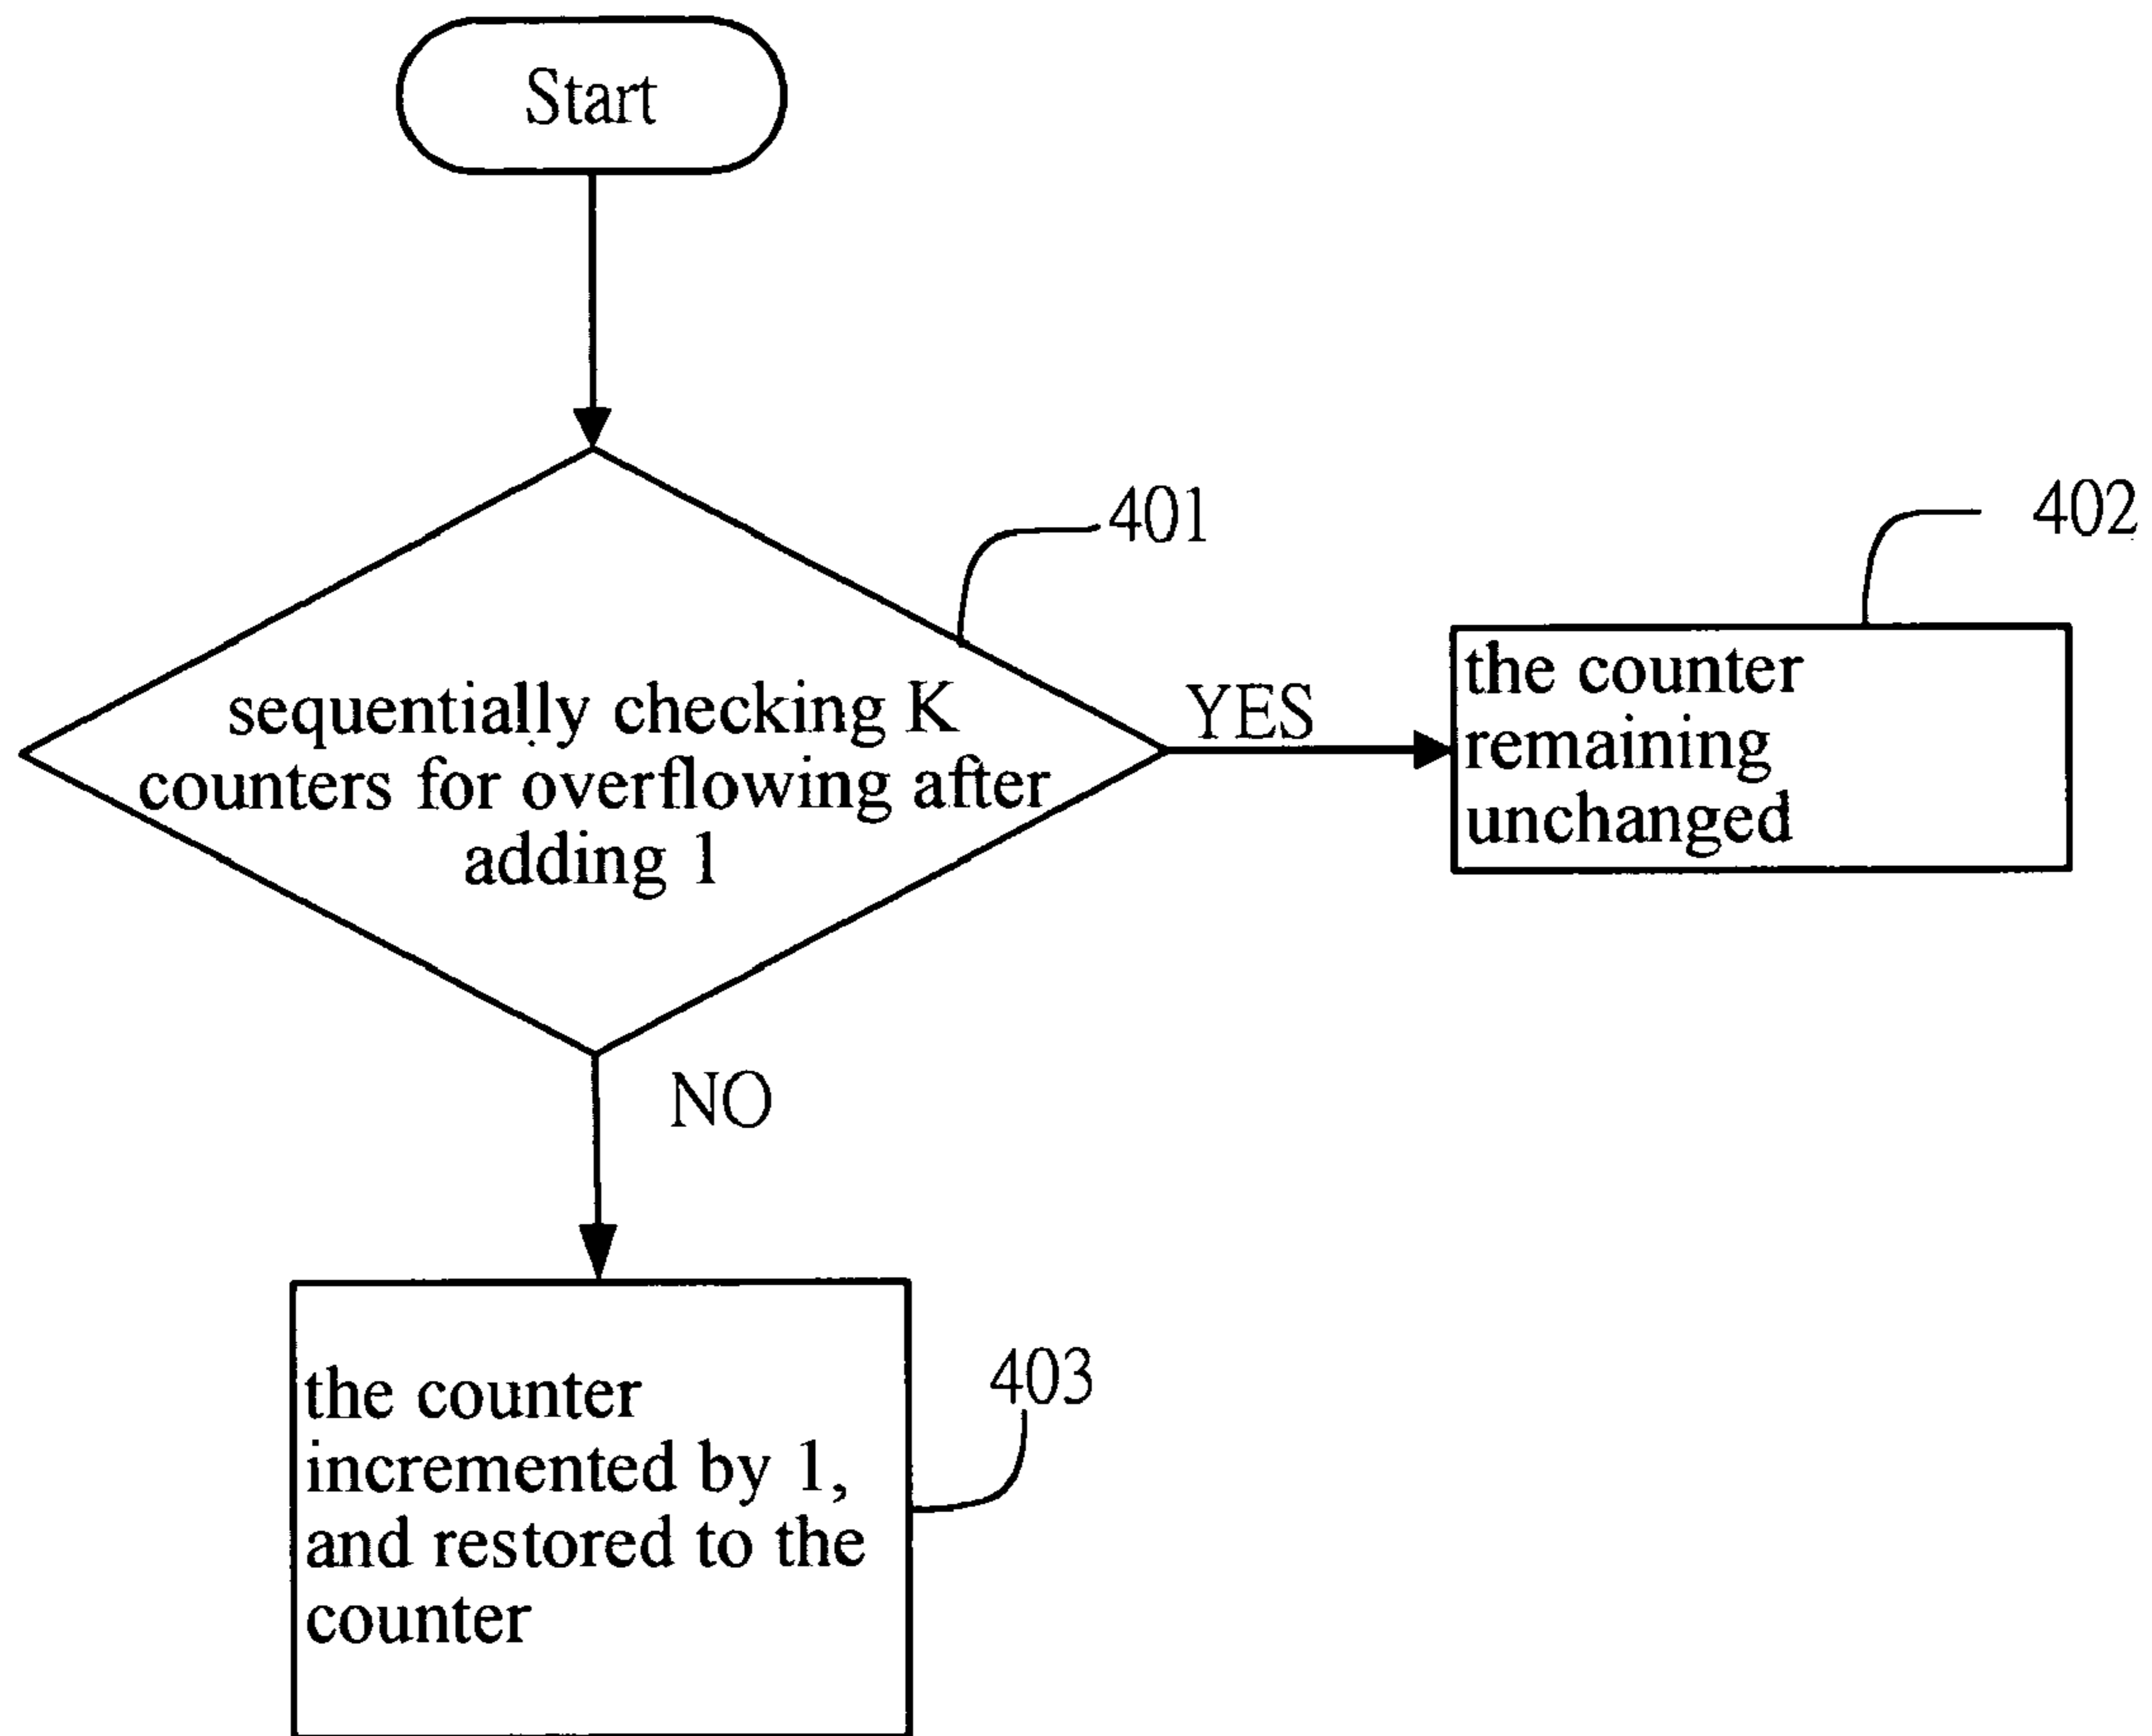 Start
401
402
sequentially checking K
counters for overflowing after
adding 1
YES
the counter
remaining
unchanged
NO
the counter
incremented by 1,
and restored to the
counter
403